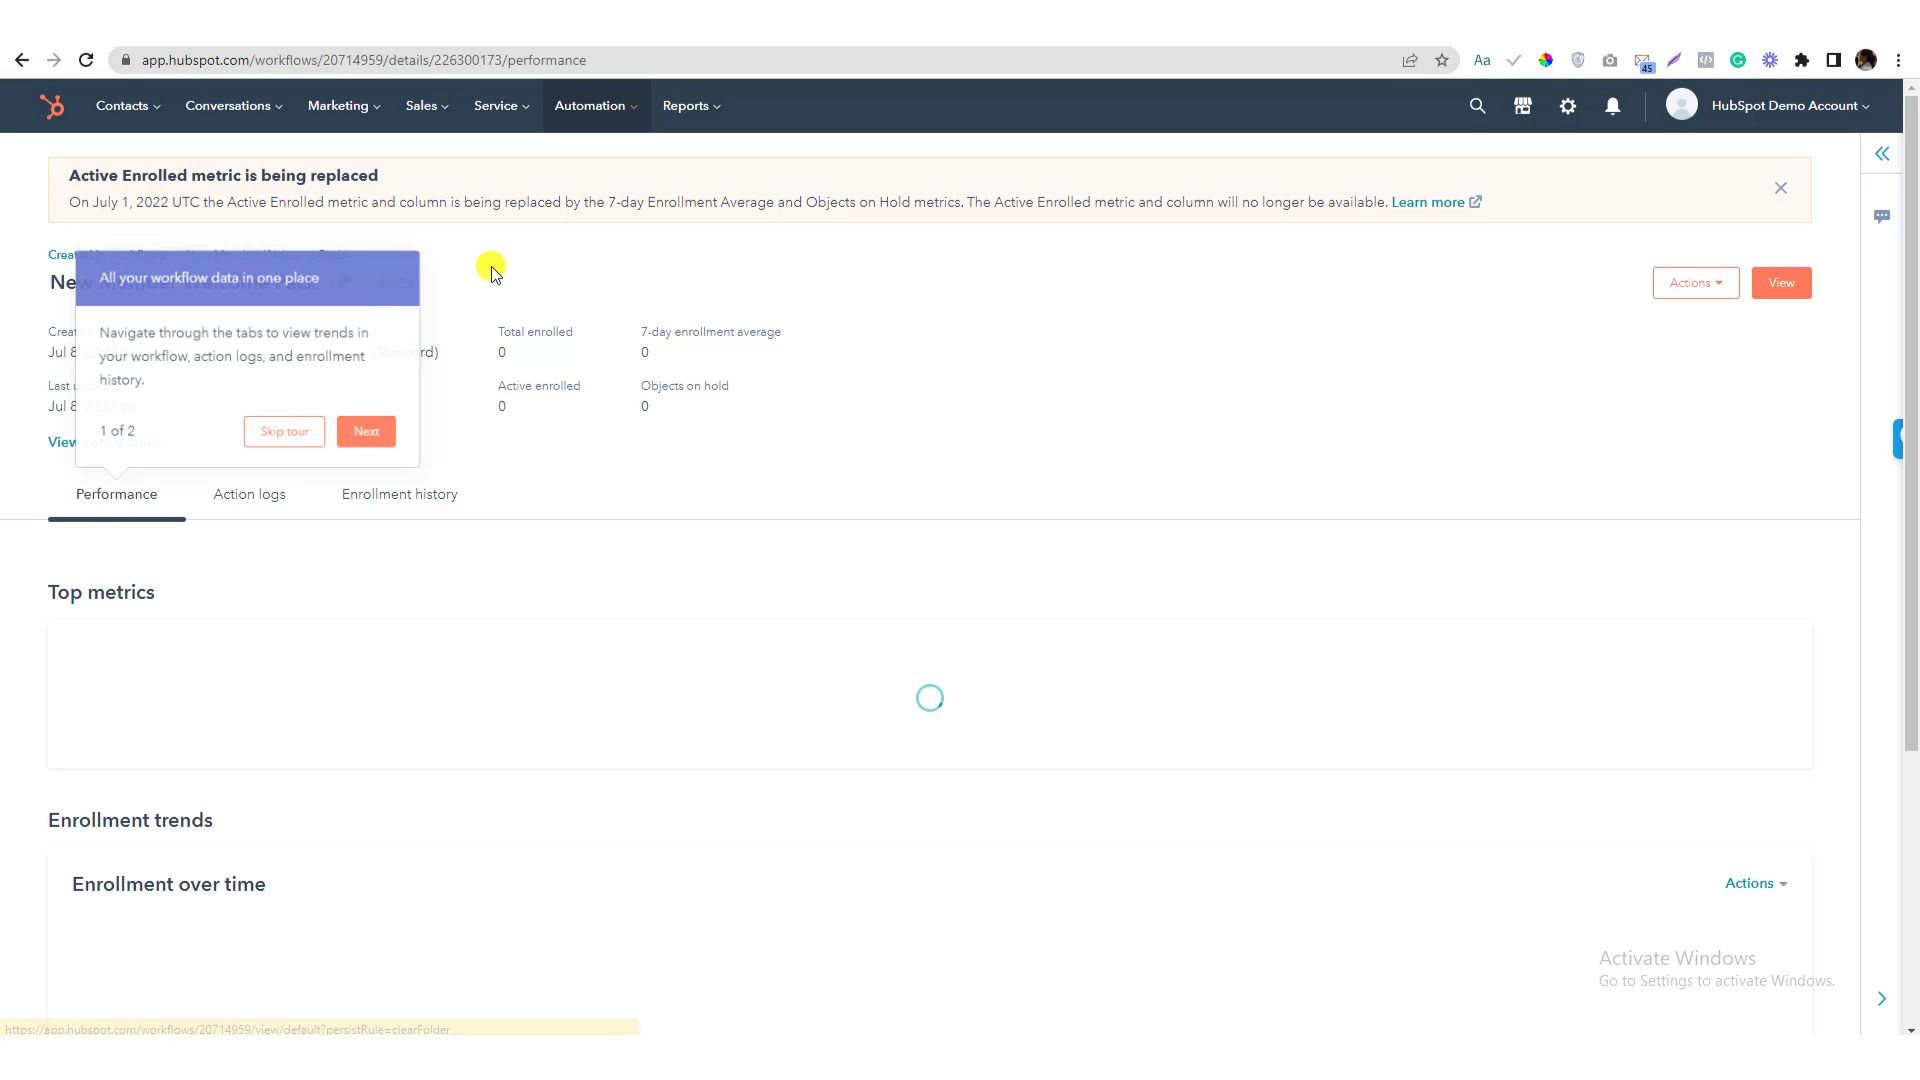 app.hubspot.com/workflows/20714959/details/226300173/performance
Aa
45
Contacts Conversations Marketing Sales Service Automation Reports
HubSpot Demo Account
Active Enrolled metric is being replaced
On July 1, 2022 UTC the Active Enrolled metric and column is being replaced by the 7-day Enrollment Average and Objects on Hold metrics. The Active Enrolled metric and column will no longer be available. Learn more
All your workflow data in one place
Actions View
Navigate through the tabs to view trends in
your workflow, action logs, and enrollment
history.
1 of 2 Skip tour Next
Total enrolled 7-day enrollment average
0 0
Active enrolled Objects on hold
0 0
Jul 8
Jul 8
View
Performance Action logs Enrollment history
Top metrics
Enrollment trends
Enrollment over time Actions
Activate Windows
Go to Settings to activate Windows.
https://app.hubspot.com/workflows/20714959/view/default?persistRule=clearFolder